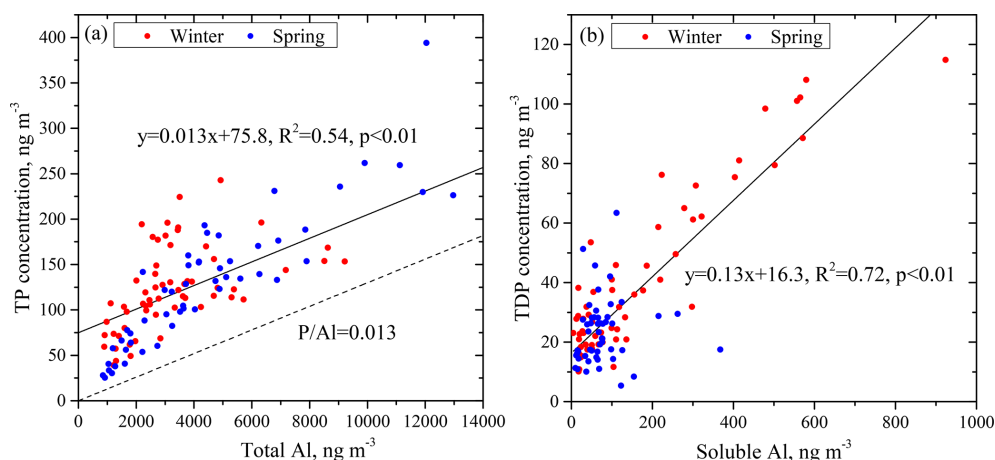 (a)
Winter Spring
y=0.013x+75.8, R²=0.54, p<0.01
P/Al=0.013
TP concentration, ng m⁻³
400
350
300
250
200
150
100
50
0
0 2000 4000 6000 8000 10000 12000 14000
Total Al, ng m⁻³
(b)
Winter Spring
y=0.13x+16.3, R²=0.72, p<0.01
TDP concentration, ng m⁻³
120
100
80
60
40
20
0
0 200 400 600 800 1000
Soluble Al, ng m⁻³